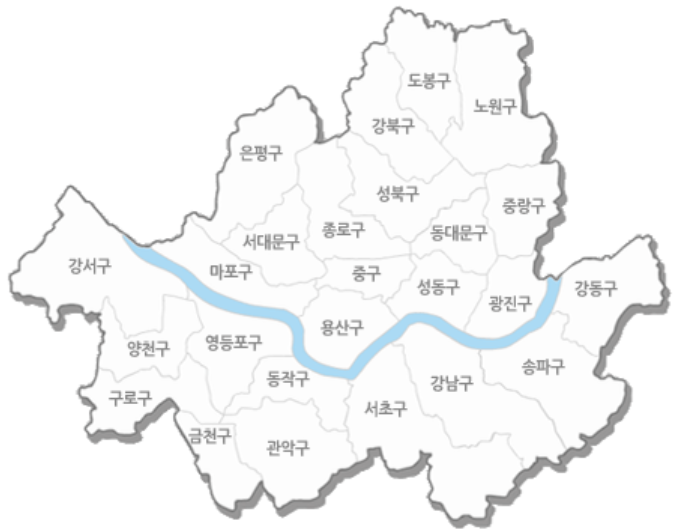 도봉구
노원구
강북구
은평구
성북구
중랑구
종로구
동대문구
서대문구
마포구
중구
강서구
성동구
강동구
광진구
용산구
양천구
영등포구
송파구
동작구
강남구
구로구
서초구
금천구
관악구